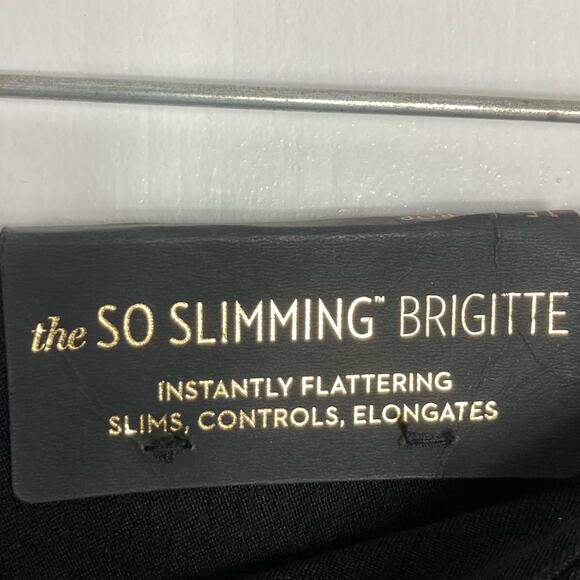 the SO SLIMMING™ BRIGITTE
INSTANTLY FLATTERING
SLIMS, CONTROLS, ELONGATES